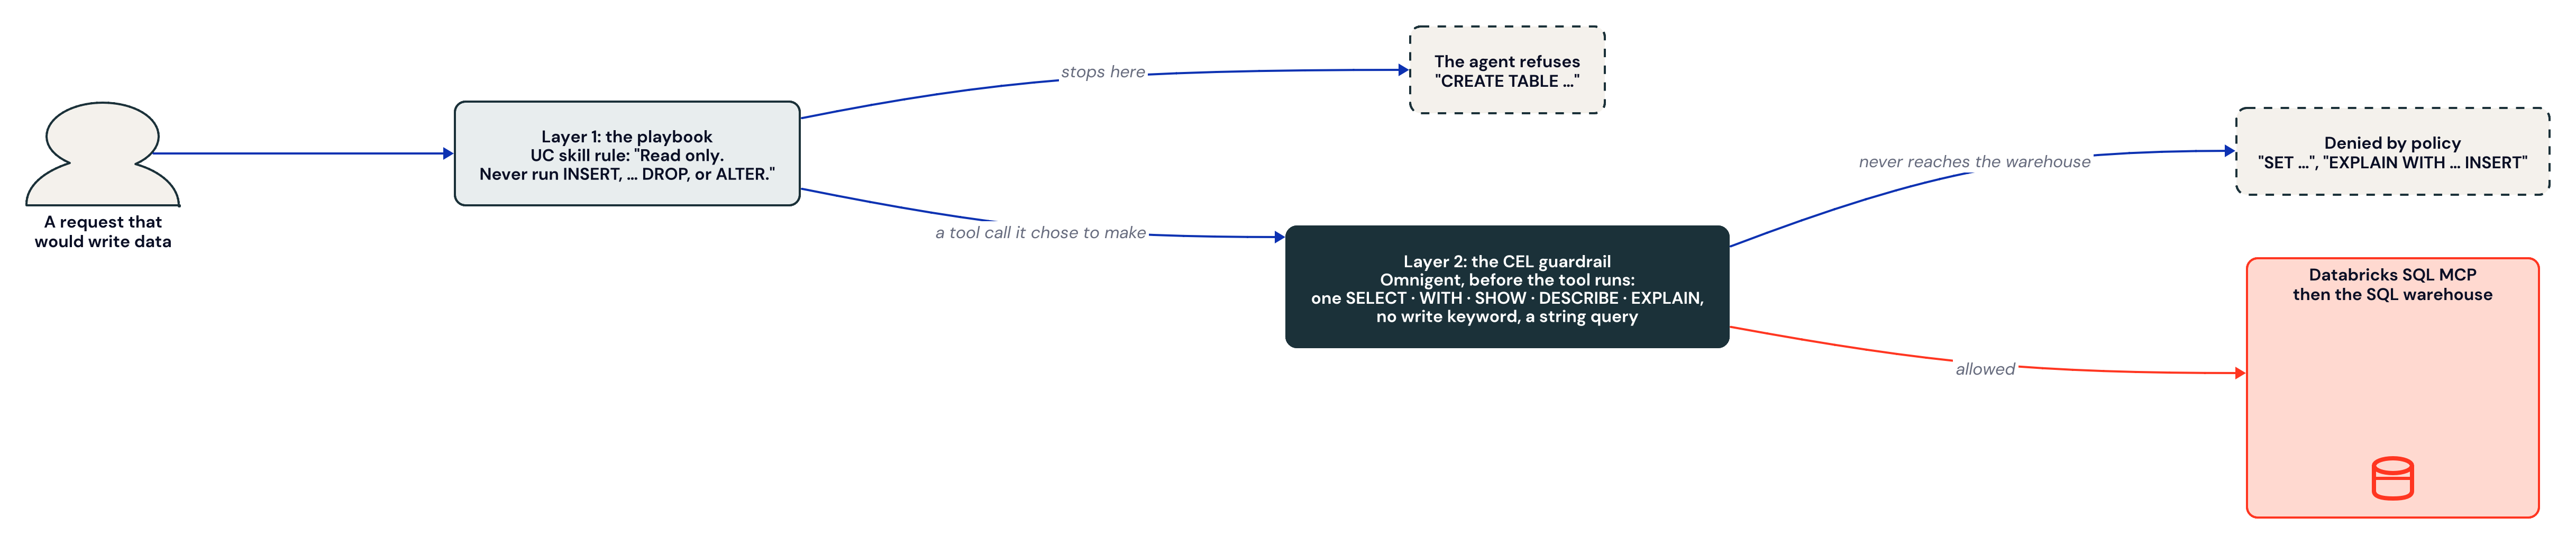 A request that
would write data
Layer 1: the playbook
UC skill rule: "Read only.
Never run INSERT, ... DROP, or ALTER."
stops here
The agent refuses
"CREATE TABLE ..."
a tool call it chose to make
Layer 2: the CEL guardrail
Omnigent, before the tool runs:
one SELECT · WITH · SHOW · DESCRIBE · EXPLAIN,
no write keyword, a string query
never reaches the warehouse
Denied by policy
"SET ...", "EXPLAIN WITH ... INSERT"
allowed
Databricks SQL MCP
then the SQL warehouse